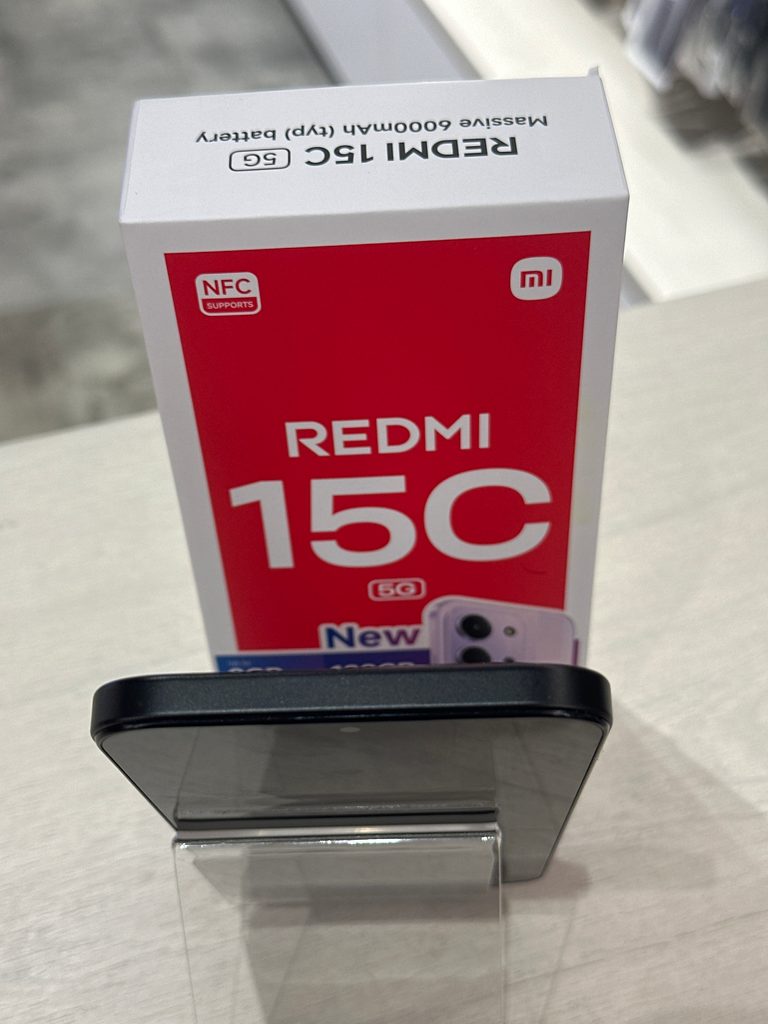 REDMI 15C 5G
Massive 6000mAh (typ) battery
NFC
SUPPORTS
mi
REDMI
15C
5G
New